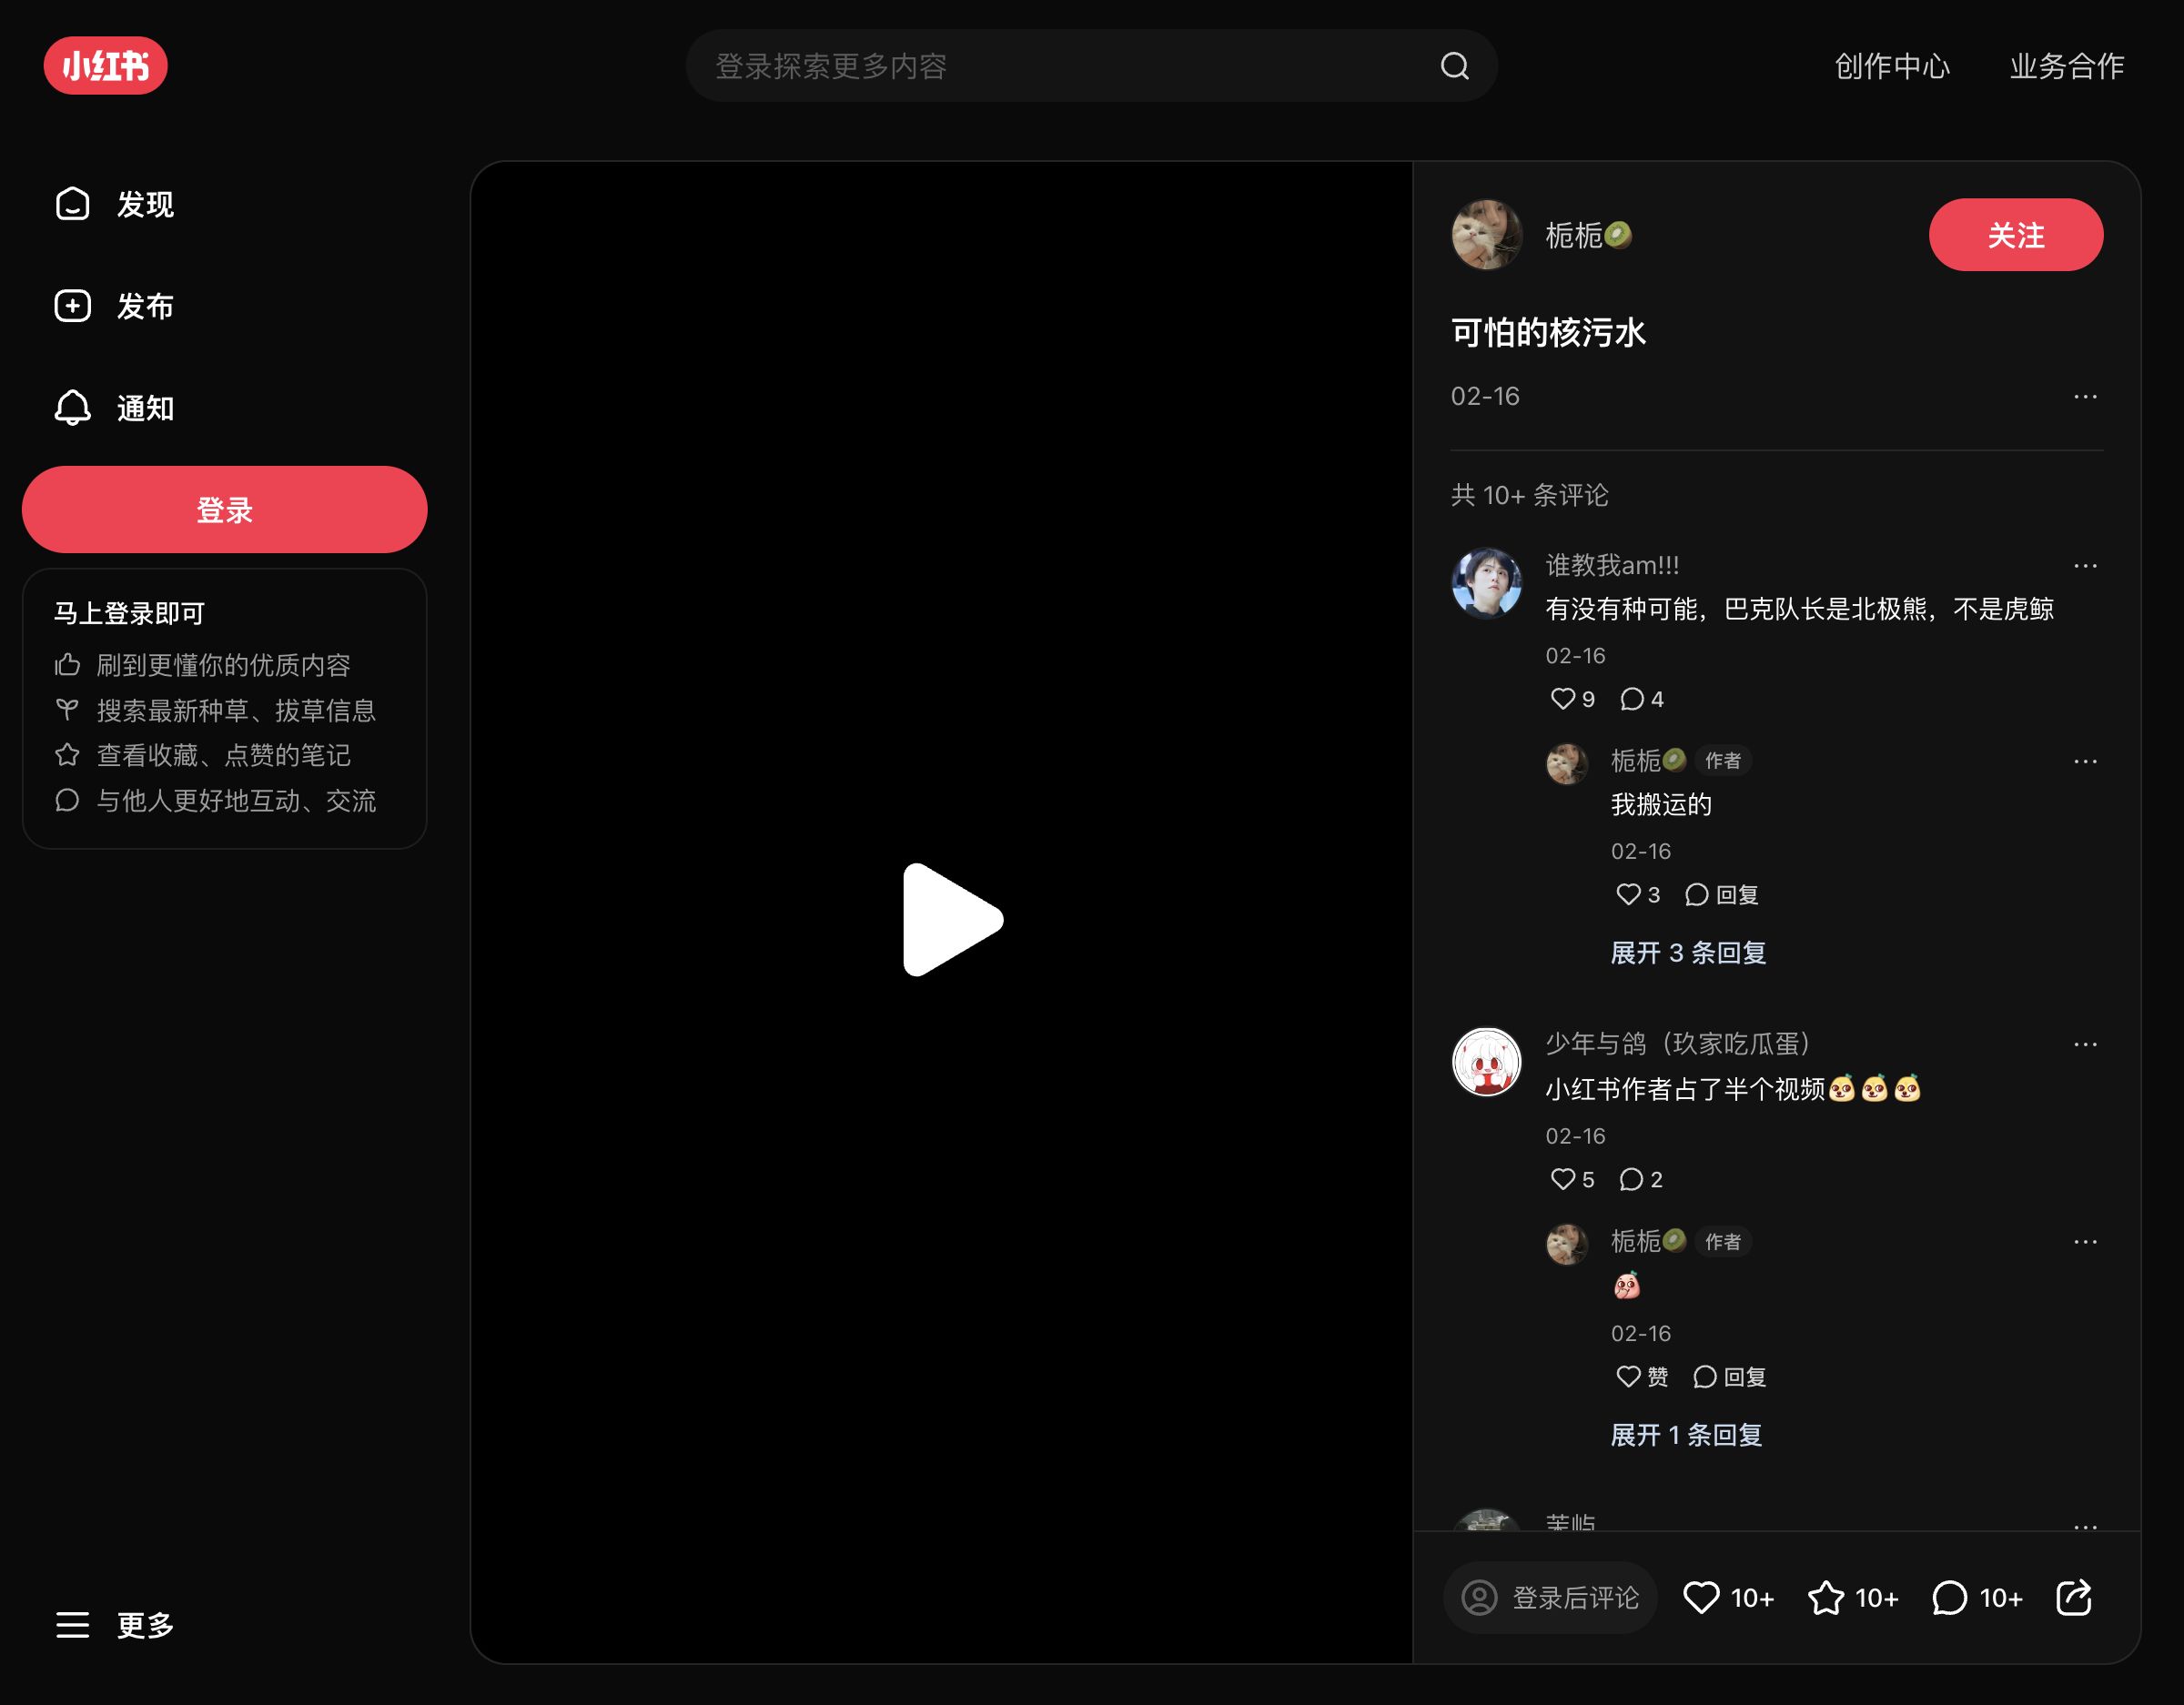 小红书
登录探索更多内容
创作中心
业务合作
发现
发布
通知
登录
马上登录即可
刷到更懂你的优质内容
搜索最新种草、拔草信息
查看收藏、点赞的笔记
与他人更好地互动、交流
更多
栀栀🥝
关注
可怕的核污水
02-16
共 10+ 条评论
谁教我am!!!
有没有种可能，巴克队长是北极熊，不是虎鲸
02-16
9 4
栀栀🥝 作者
我搬运的
02-16
3 回复
展开 3 条回复
少年与鸽（玖家吃瓜蛋）
小红书作者占了半个视频
02-16
5 2
栀栀🥝 作者
02-16
赞 回复
展开 1 条回复
登录后评论 10+ 10+ 10+